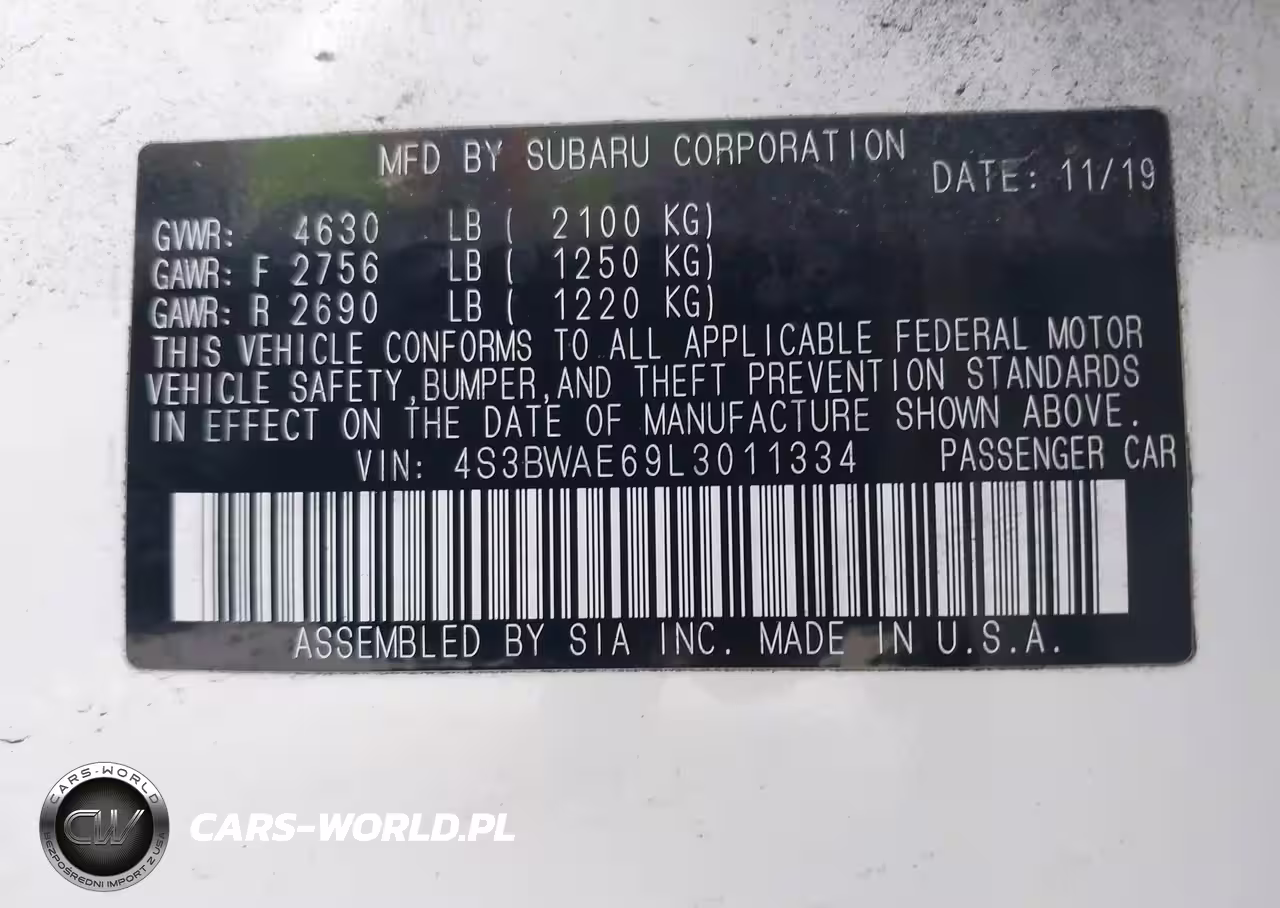 MFD BY SUBARU CORPORATION
DATE: 11/19
GVWR: 4630 LB ( 2100 KG)
GAWR: F 2756 LB ( 1250 KG)
GAWR: R 2690 LB ( 1220 KG)
THIS VEHICLE CONFORMS TO ALL APPLICABLE FEDERAL MOTOR
VEHICLE SAFETY,BUMPER,AND THEFT PREVENTION STANDARDS
IN EFFECT ON THE DATE OF MANUFACTURE SHOWN ABOVE.
VIN: 4S3BWAE69L3011334 PASSENGER CAR
ASSEMBLED BY SIA INC. MADE IN U.S.A.
CARS-WORLD
CW
BEZPOŚREDNI IMPORT Z USA
CARS-WORLD.PL